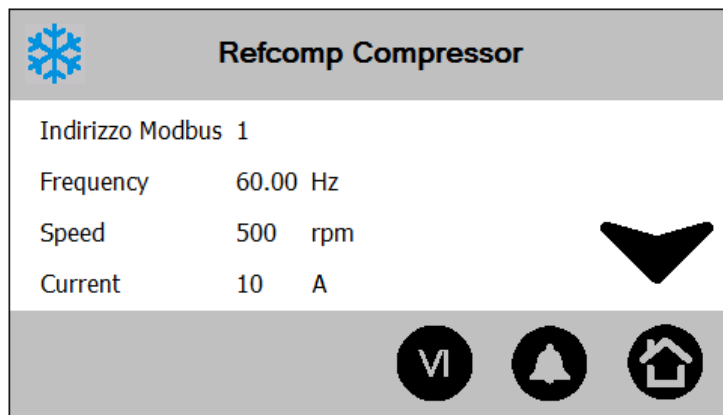 Refcomp Compressor
Indirizzo Modbus 1
Frequency 60.00 Hz
Speed 500 rpm
Current 10 A
VI